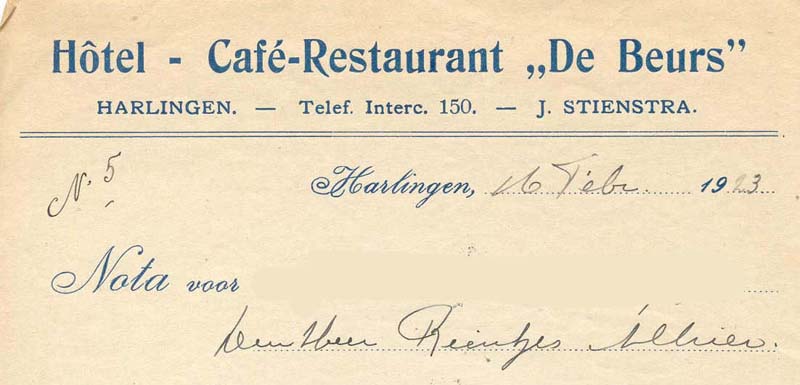 Hôtel - Café-Restaurant „De Beurs”
HARLINGEN. — Telef. Interc. 150. — J. STIENSTRA.
N. 5
Harlingen, 16 Febr. 1923
Nota voor
den Heer Rientjes Alhier.